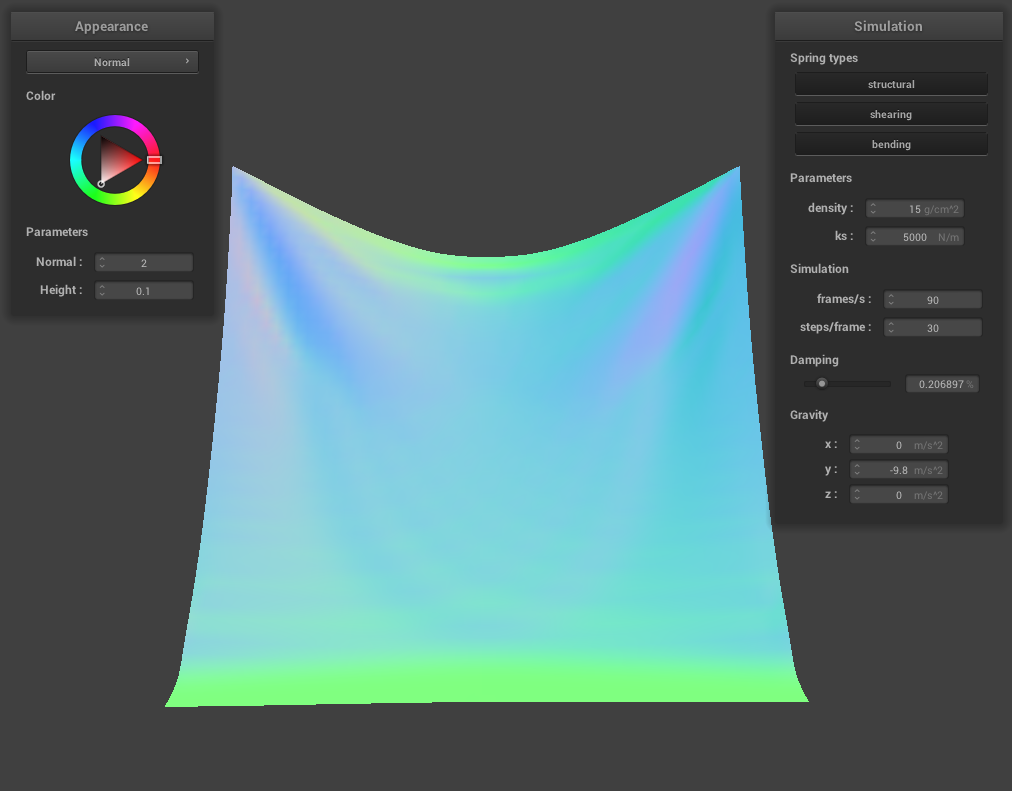 Appearance
Normal ›
Color
Parameters
Normal : 2
Height : 0.1
Simulation
Spring types
structural
shearing
bending
Parameters
density : 15 g/cm^2
ks : 5000 N/m
Simulation
frames/s : 90
steps/frame : 30
Damping
0.206897 %
Gravity
x : 0 m/s^2
y : -9.8 m/s^2
z : 0 m/s^2